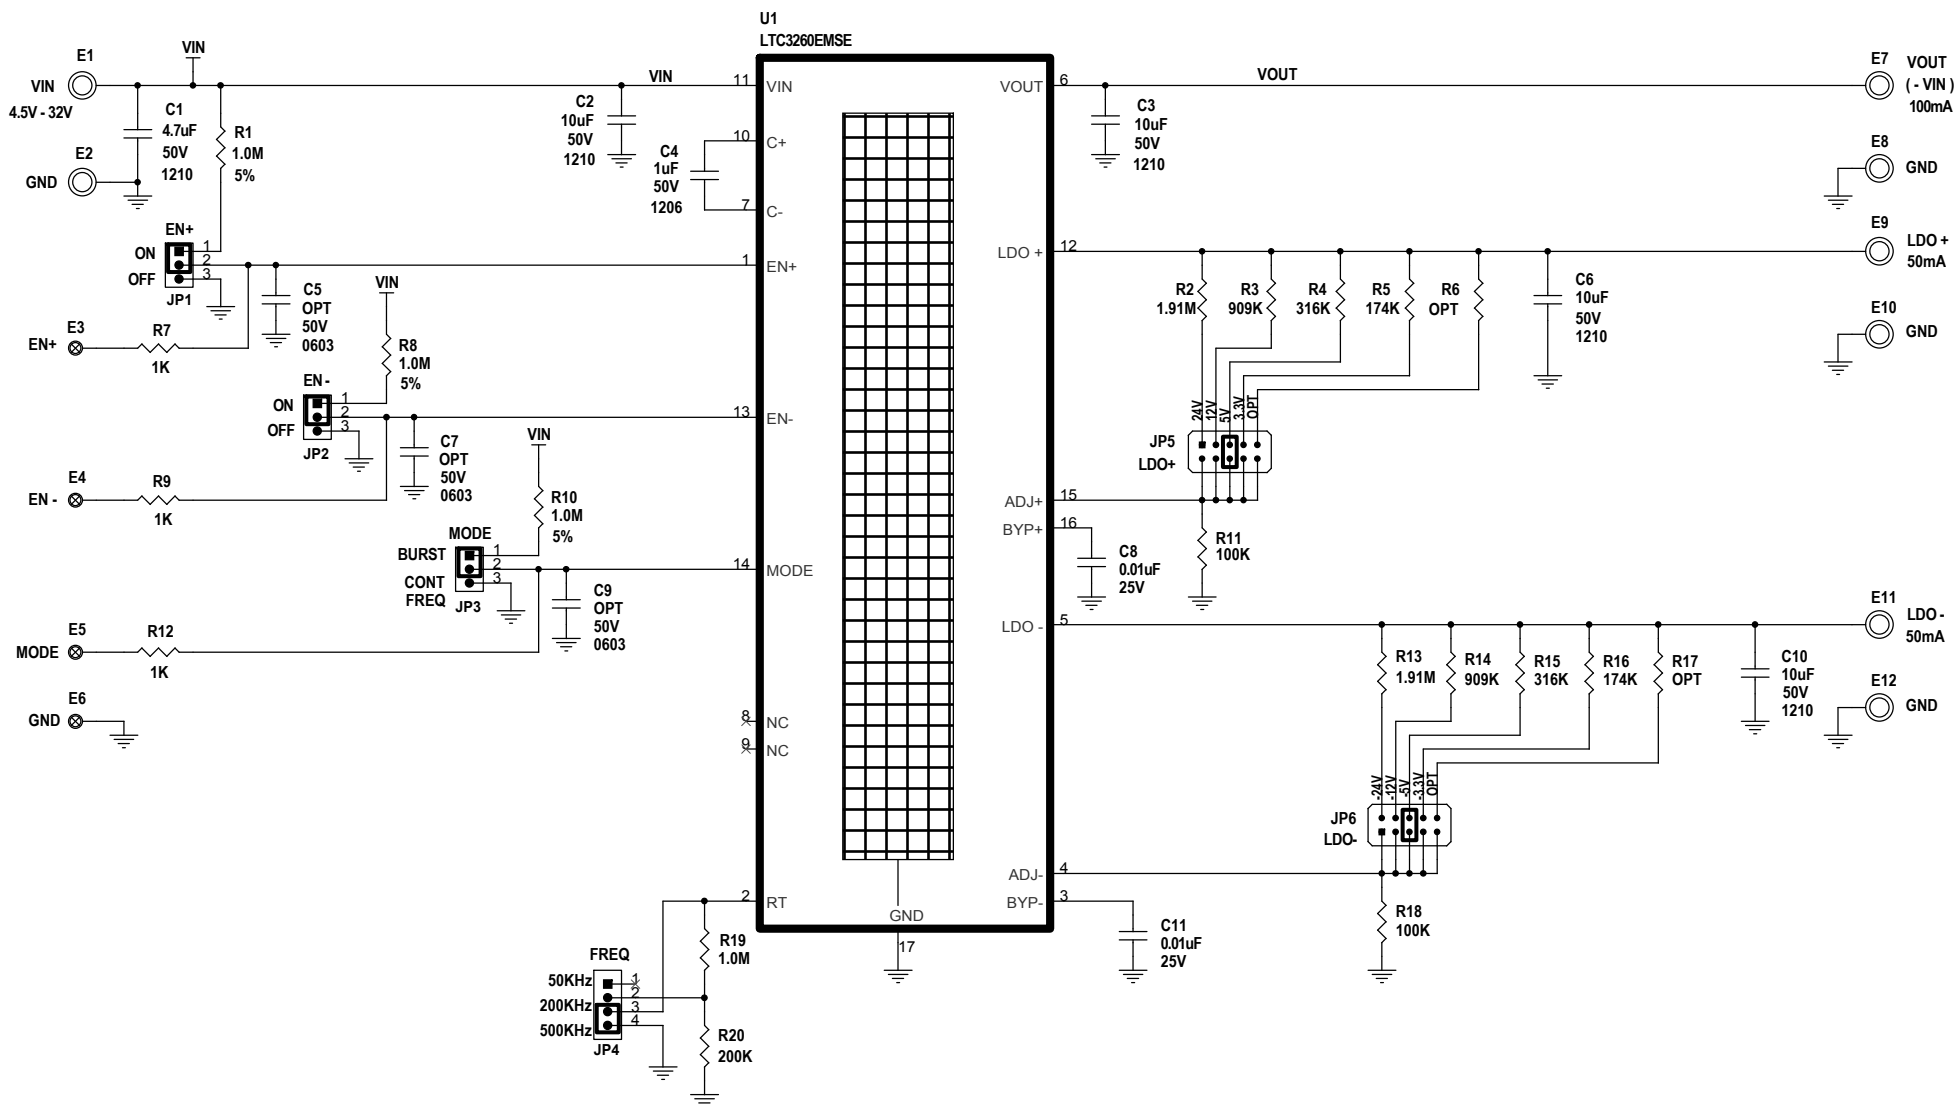 U1
LTC3260EMSE
E1
VIN
4.5V - 32V
VIN
C1
4.7uF
50V
1210
R1
1.0M
5%
E2
GND
VIN
C2
10uF
50V
1210
C4
1uF
50V
1206
11
VIN
10
C+
7
C-
1
EN+
13
EN-
14
MODE
8
NC
9
NC
2
RT
GND
17
VOUT
6
LDO +
12
ADJ+
15
BYP+
16
LDO -
5
ADJ-
4
BYP-
3
VOUT
C3
10uF
50V
1210
E7
VOUT
( - VIN )
100mA
E8
GND
E9
LDO +
50mA
E10
GND
EN+
ON
OFF
1
2
3
JP1
C5
OPT
50V
0603
E3
EN+
R7
1K
VIN
R8
1.0M
5%
EN -
ON
OFF
1
2
3
JP2
C7
OPT
50V
0603
E4
EN -
R9
1K
VIN
R10
1.0M
5%
MODE
BURST
CONT
FREQ
1
2
3
JP3
C9
OPT
50V
0603
E5
MODE
R12
1K
E6
GND
R2
1.91M
R3
909K
R4
316K
R5
174K
R6
OPT
C6
10uF
50V
1210
24V
12V
5V
3.3V
OPT
JP5
LDO+
R11
100K
C8
0.01uF
25V
E11
LDO -
50mA
R13
1.91M
R14
909K
R15
316K
R16
174K
R17
OPT
C10
10uF
50V
1210
E12
GND
-24V
-12V
-5V
-3.3V
OPT
JP6
LDO-
R18
100K
C11
0.01uF
25V
R19
1.0M
R20
200K
FREQ
50KHz
200KHz
500KHz
1
2
3
4
JP4